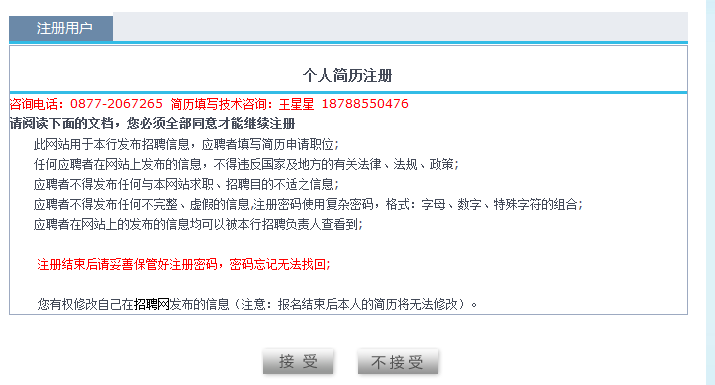 注册用户
个人简历注册
咨询电话：0877-2067265 简历填写技术咨询：王星星 18788550476
请阅读下面的文档，您必须全部同意才能继续注册
此网站用于本行发布招聘信息，应聘者填写简历申请职位;
任何应聘者在网站上发布的信息，不得违反国家及地方的有关法律、法规、政策;
应聘者不得发布任何与本网站求职、招聘目的不适之信息;
应聘者不得发布任何不完整、虚假的信息,注册密码使用复杂密码，格式：字母、数字、特殊字符的组合;
应聘者在网站上的发布的信息均可以被本行招聘负责人查看到;
注册结束后请妥善保管好注册密码，密码忘记无法找回;
您有权修改自己在招聘网发布的信息（注意：报名结束后本人的简历将无法修改）。
接 受 不接受